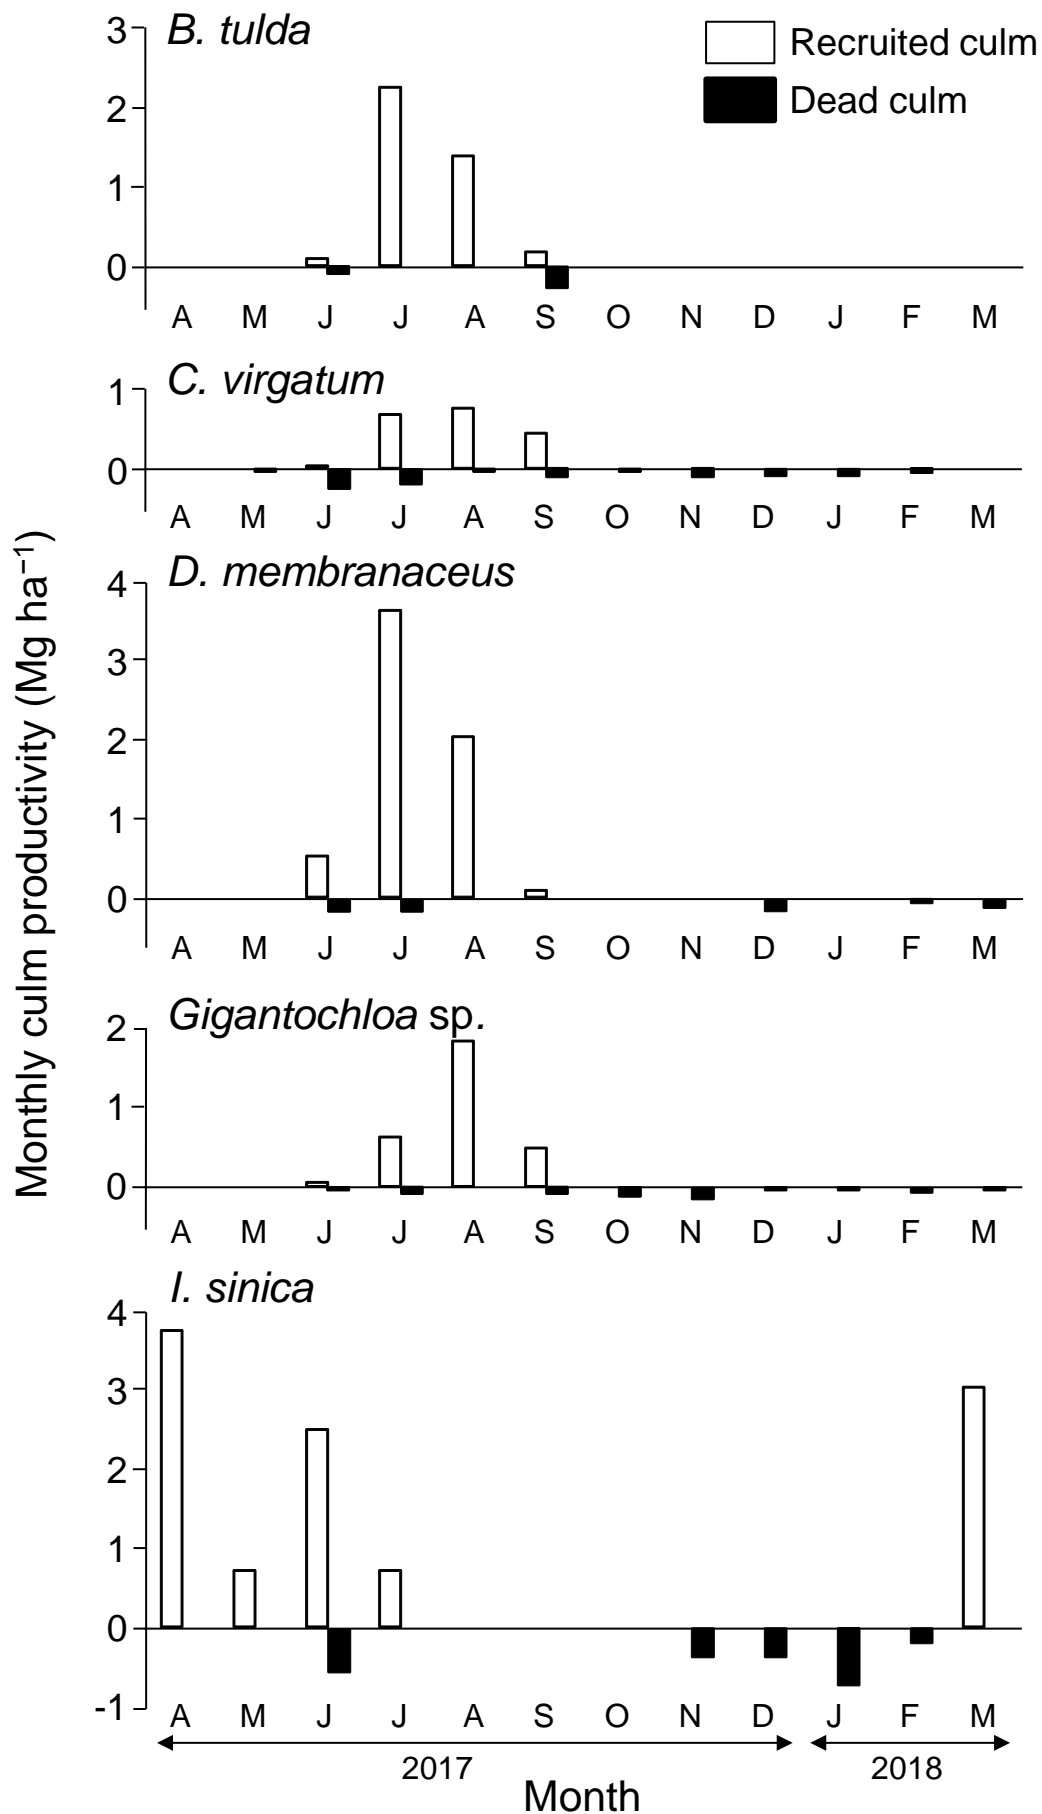 B. tulda
Recruited culm
Dead culm
3
2
1
0
A M J J A S O N D J F M
C. virgatum
1
0
A M J J A S O N D J F M
D. membranaceus
4
3
2
1
0
A M J J A S O N D J F M
Gigantochloa sp.
2
1
0
A M J J A S O N D J F M
I. sinica
4
3
2
1
0
-1
A M J J A S O N D J F M
2017 2018
Month
Monthly culm productivity (Mg ha⁻¹)